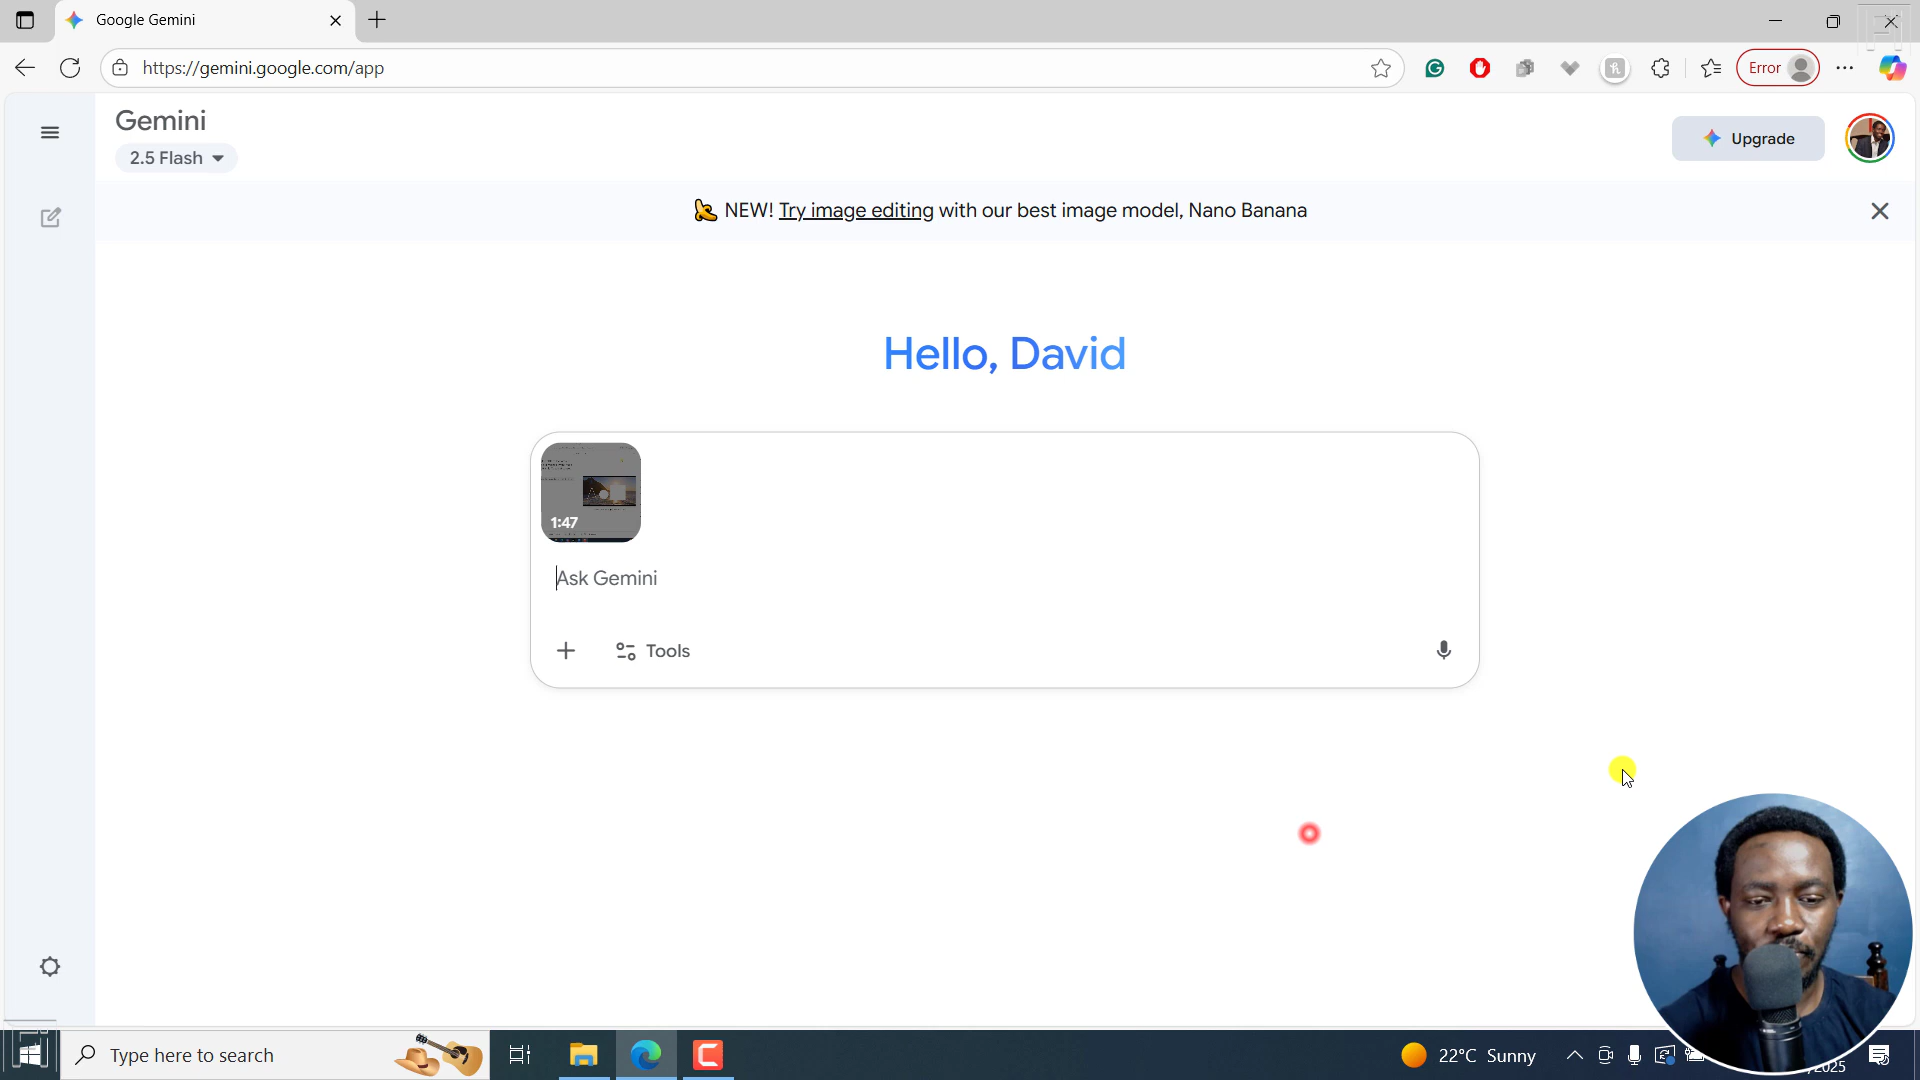 Google Gemini
https://gemini.google.com/app
Error
Gemini
2.5 Flash
Upgrade
NEW! Try image editing with our best image model, Nano Banana
Hello, David
1:47
Ask Gemini
Tools
Type here to search
22°C Sunny
/2025